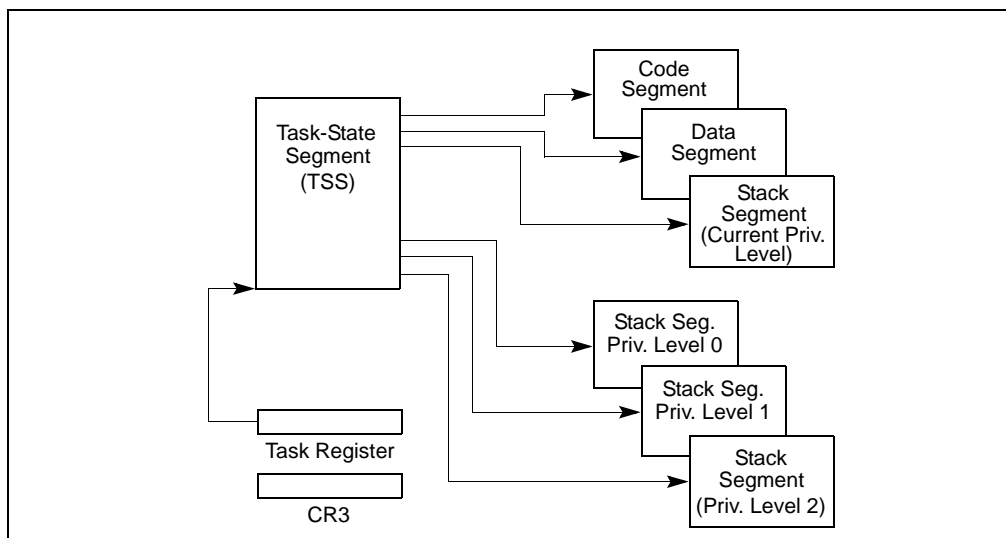 Code
Segment
Task-State
Segment
(TSS)
Data
Segment
Stack
Segment
(Current Priv.
Level)
Stack Seg.
Priv. Level 0
Stack Seg.
Priv. Level 1
Task Register
Stack
Segment
(Priv. Level 2)
CR3